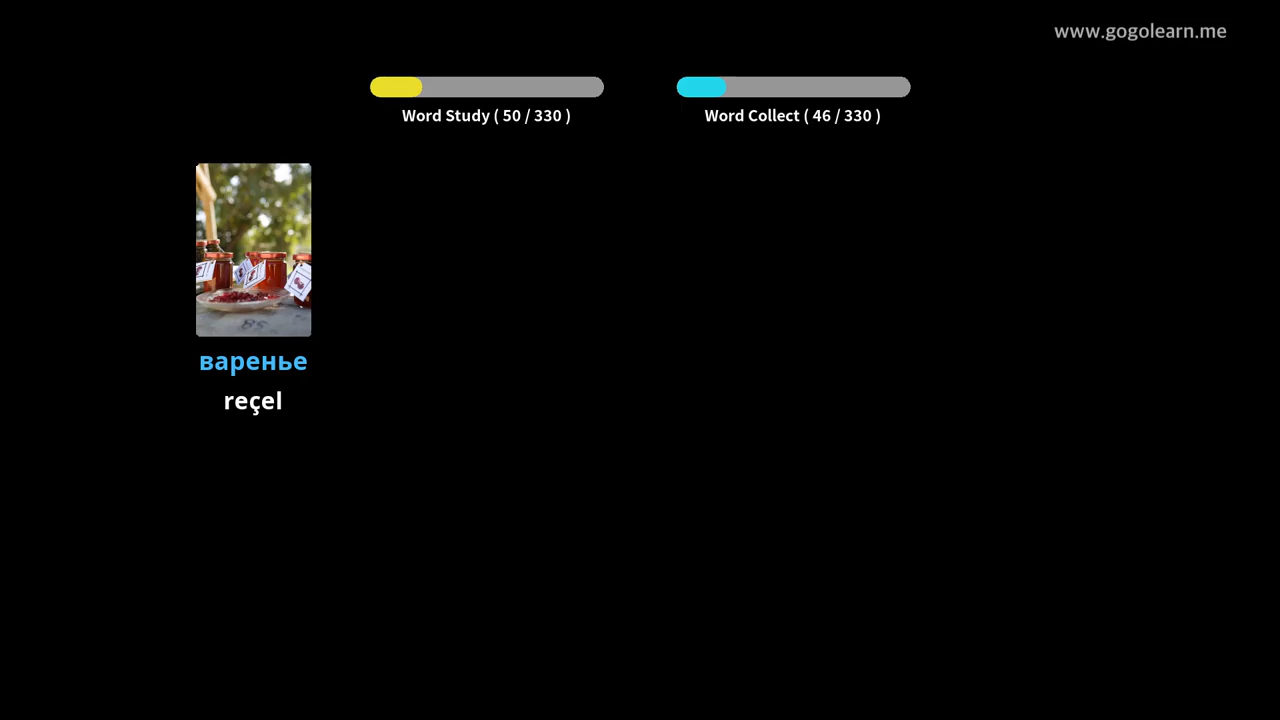 www.gogolearn.me
Word Study ( 50 / 330 )
Word Collect ( 46 / 330 )
варенье
reçel